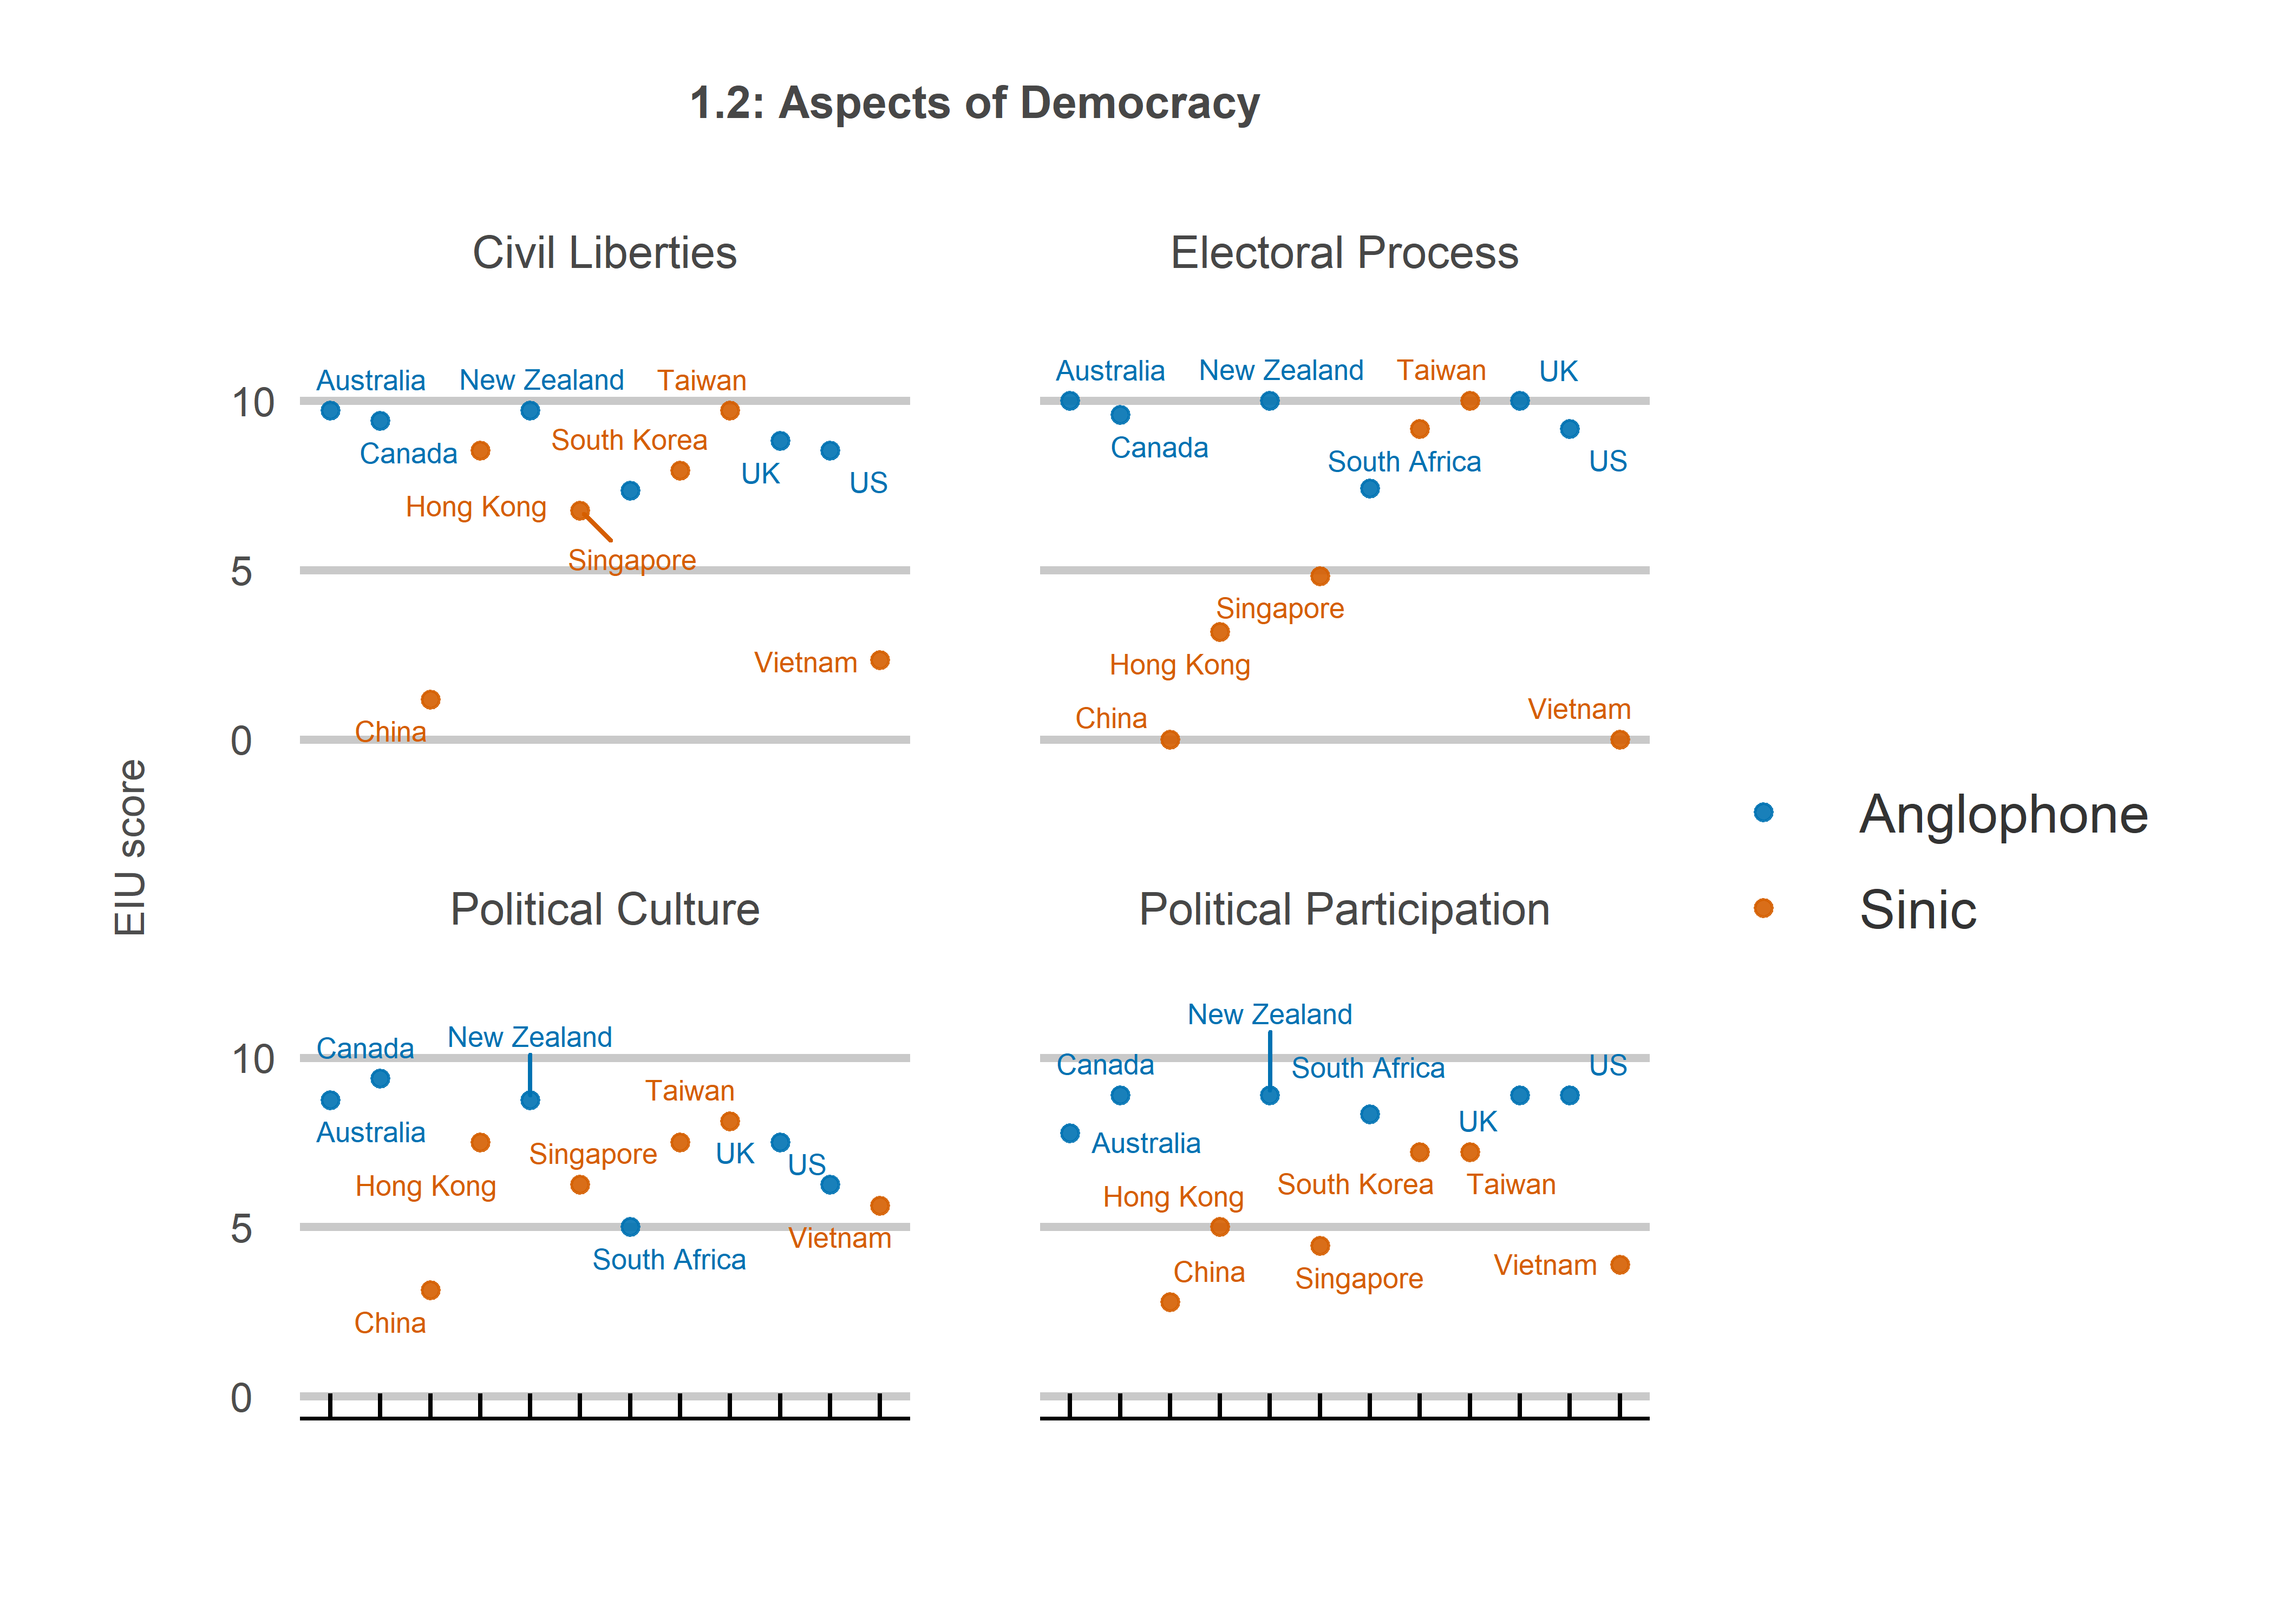 1.2: Aspects of Democracy
Civil Liberties
Electoral Process
Australia
New Zealand
Taiwan
Canada
South Korea
UK
US
Hong Kong
Singapore
Vietnam
China
10
5
0
Australia
New Zealand
Taiwan
UK
Canada
South Africa
US
Singapore
Hong Kong
China
Vietnam
EIU score
Anglophone
Sinic
Political Culture
Political Participation
Canada
New Zealand
Taiwan
Australia
Singapore
UK
US
Hong Kong
Vietnam
South Africa
China
10
5
0
New Zealand
Canada
South Africa
US
Australia
UK
Hong Kong
South Korea
Taiwan
China
Singapore
Vietnam